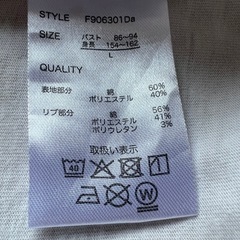 STYLE F906301Da
SIZE バスト 86~94
身長 154~162
L
QUALITY
表地部分 綿 60%
ポリエステル 40%
リブ部分 綿 56%
ポリエステル 41%
ポリウレタン 3%
取扱い表示
40
W